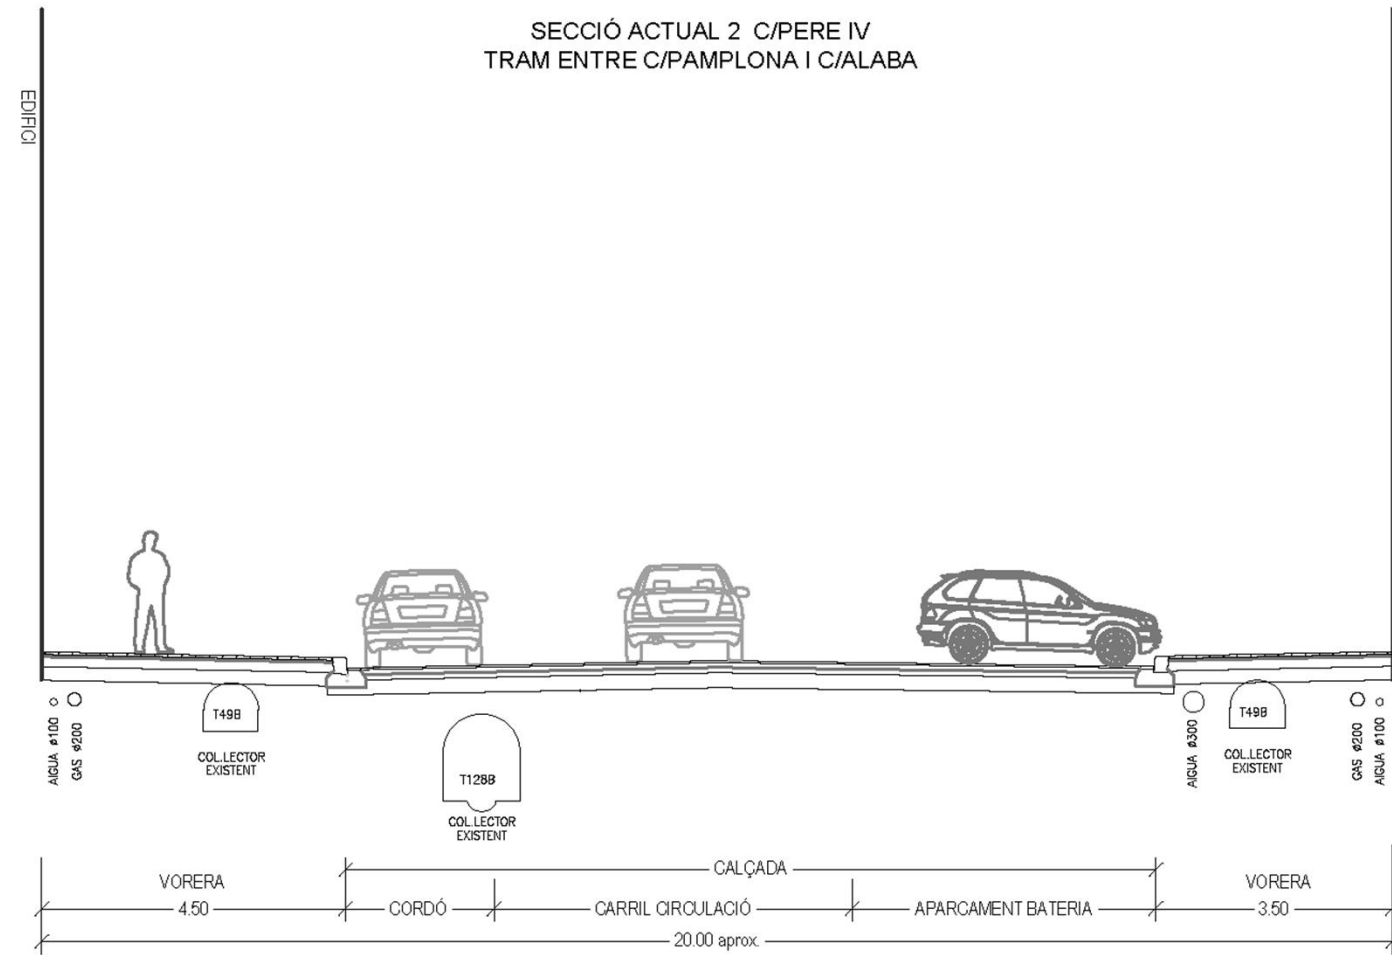 SECCIÓ ACTUAL 2 C/PERE IV
TRAM ENTRE C/PAMPLONA I C/ALABA
EDIFICI
AIGUA ø100
GAS ø200
T49B
COL.LECTOR
EXISTENT
T128B
COL.LECTOR
EXISTENT
AIGUA ø300
T49B
COL.LECTOR
EXISTENT
GAS ø200
AIGUA ø100
CALÇADA
VORERA
4.50
CORDÓ
CARRIL CIRCULACIÓ
APARCAMENT BATERIA
VORERA
3.50
20.00 aprox.